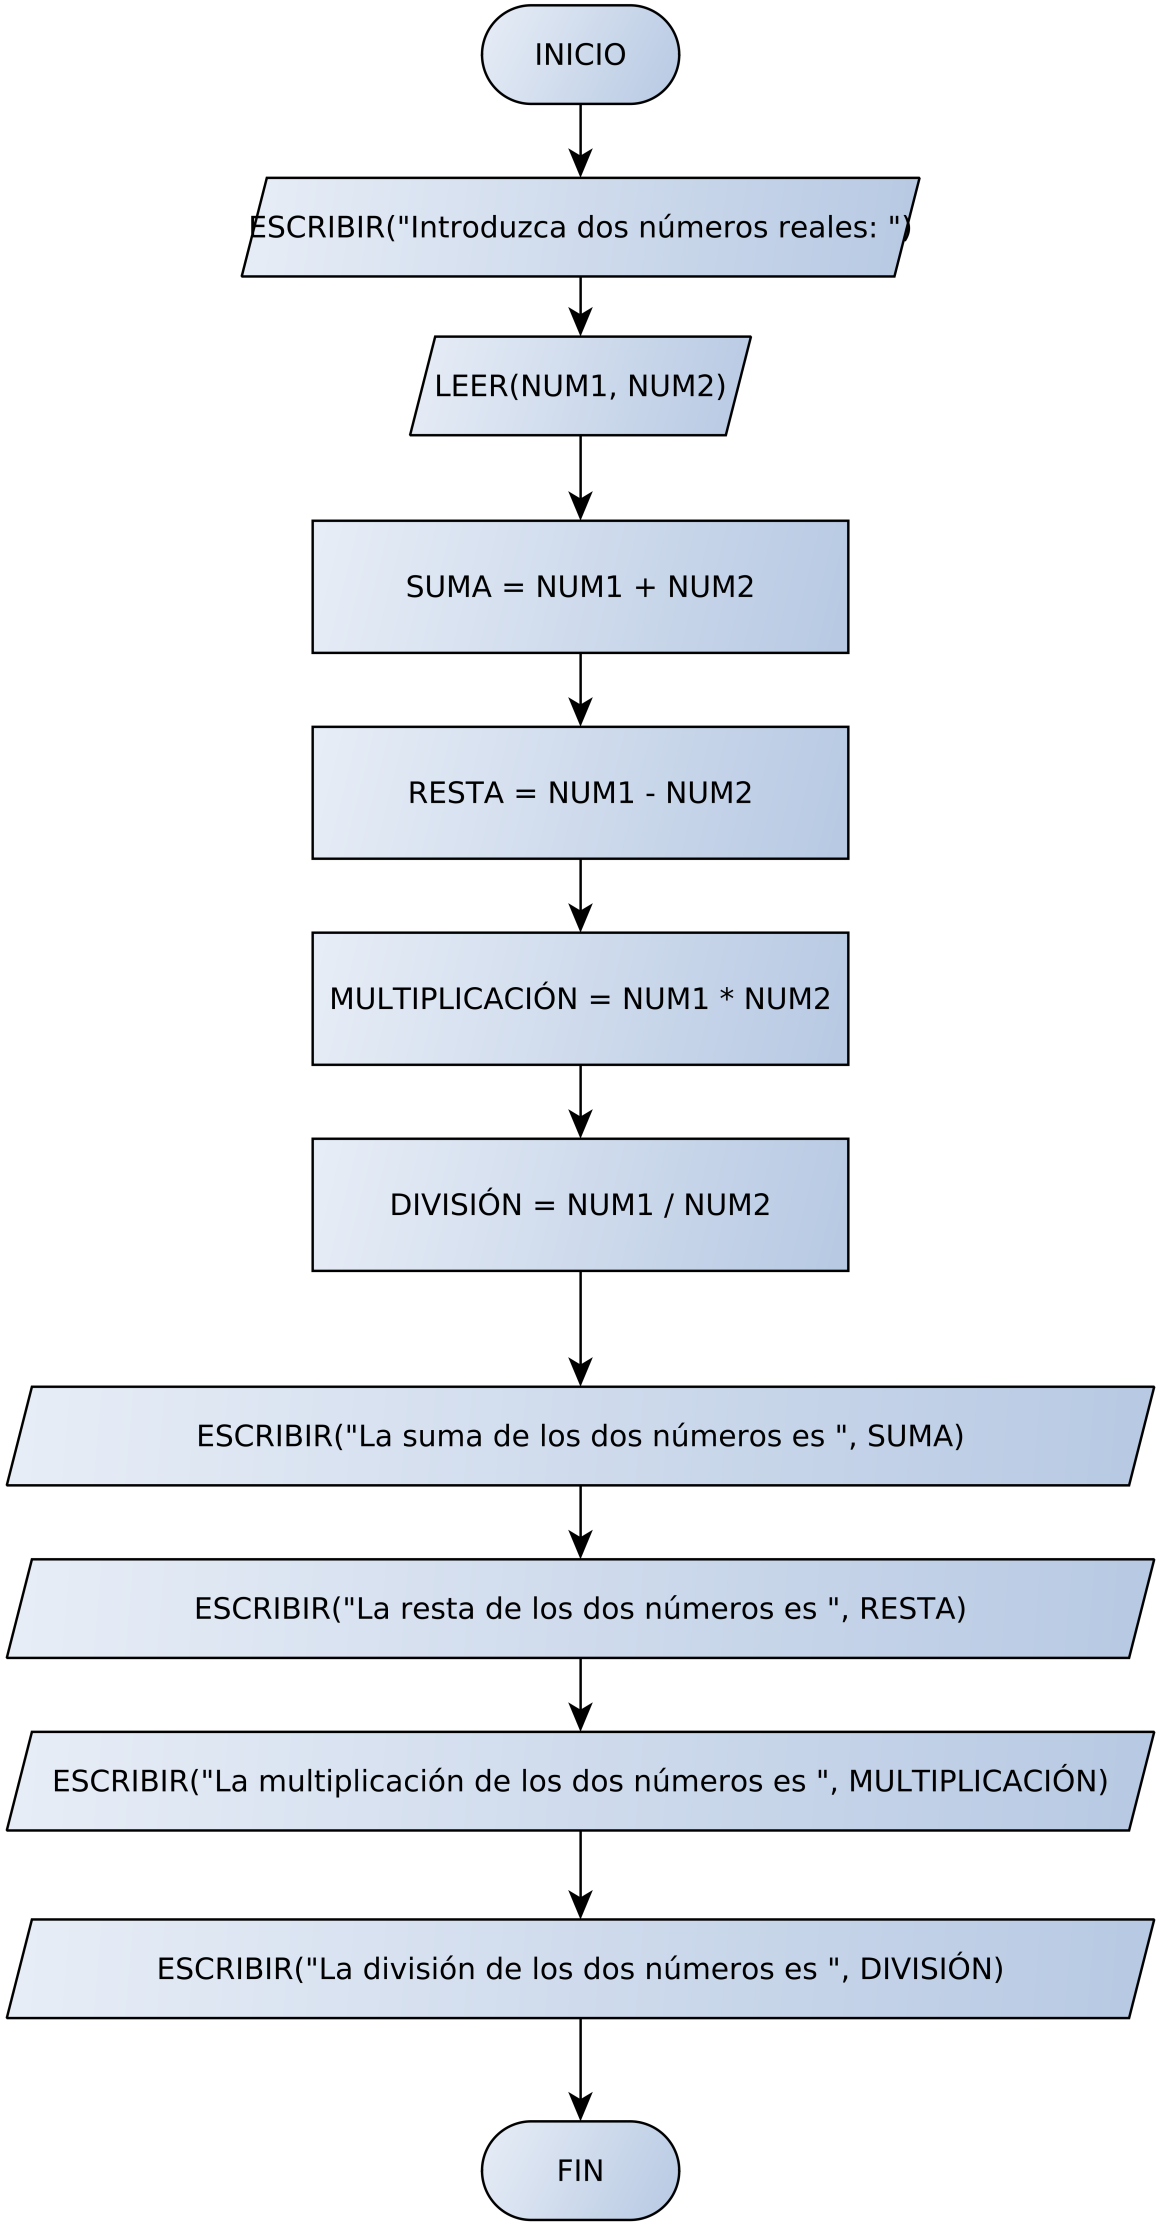 INICIO
ESCRIBIR("Introduzca dos números reales: ")
LEER(NUM1, NUM2)
SUMA = NUM1 + NUM2
RESTA = NUM1 - NUM2
MULTIPLICACIÓN = NUM1 * NUM2
DIVISIÓN = NUM1 / NUM2
ESCRIBIR("La suma de los dos números es ", SUMA)
ESCRIBIR("La resta de los dos números es ", RESTA)
ESCRIBIR("La multiplicación de los dos números es ", MULTIPLICACIÓN)
ESCRIBIR("La división de los dos números es ", DIVISIÓN)
FIN